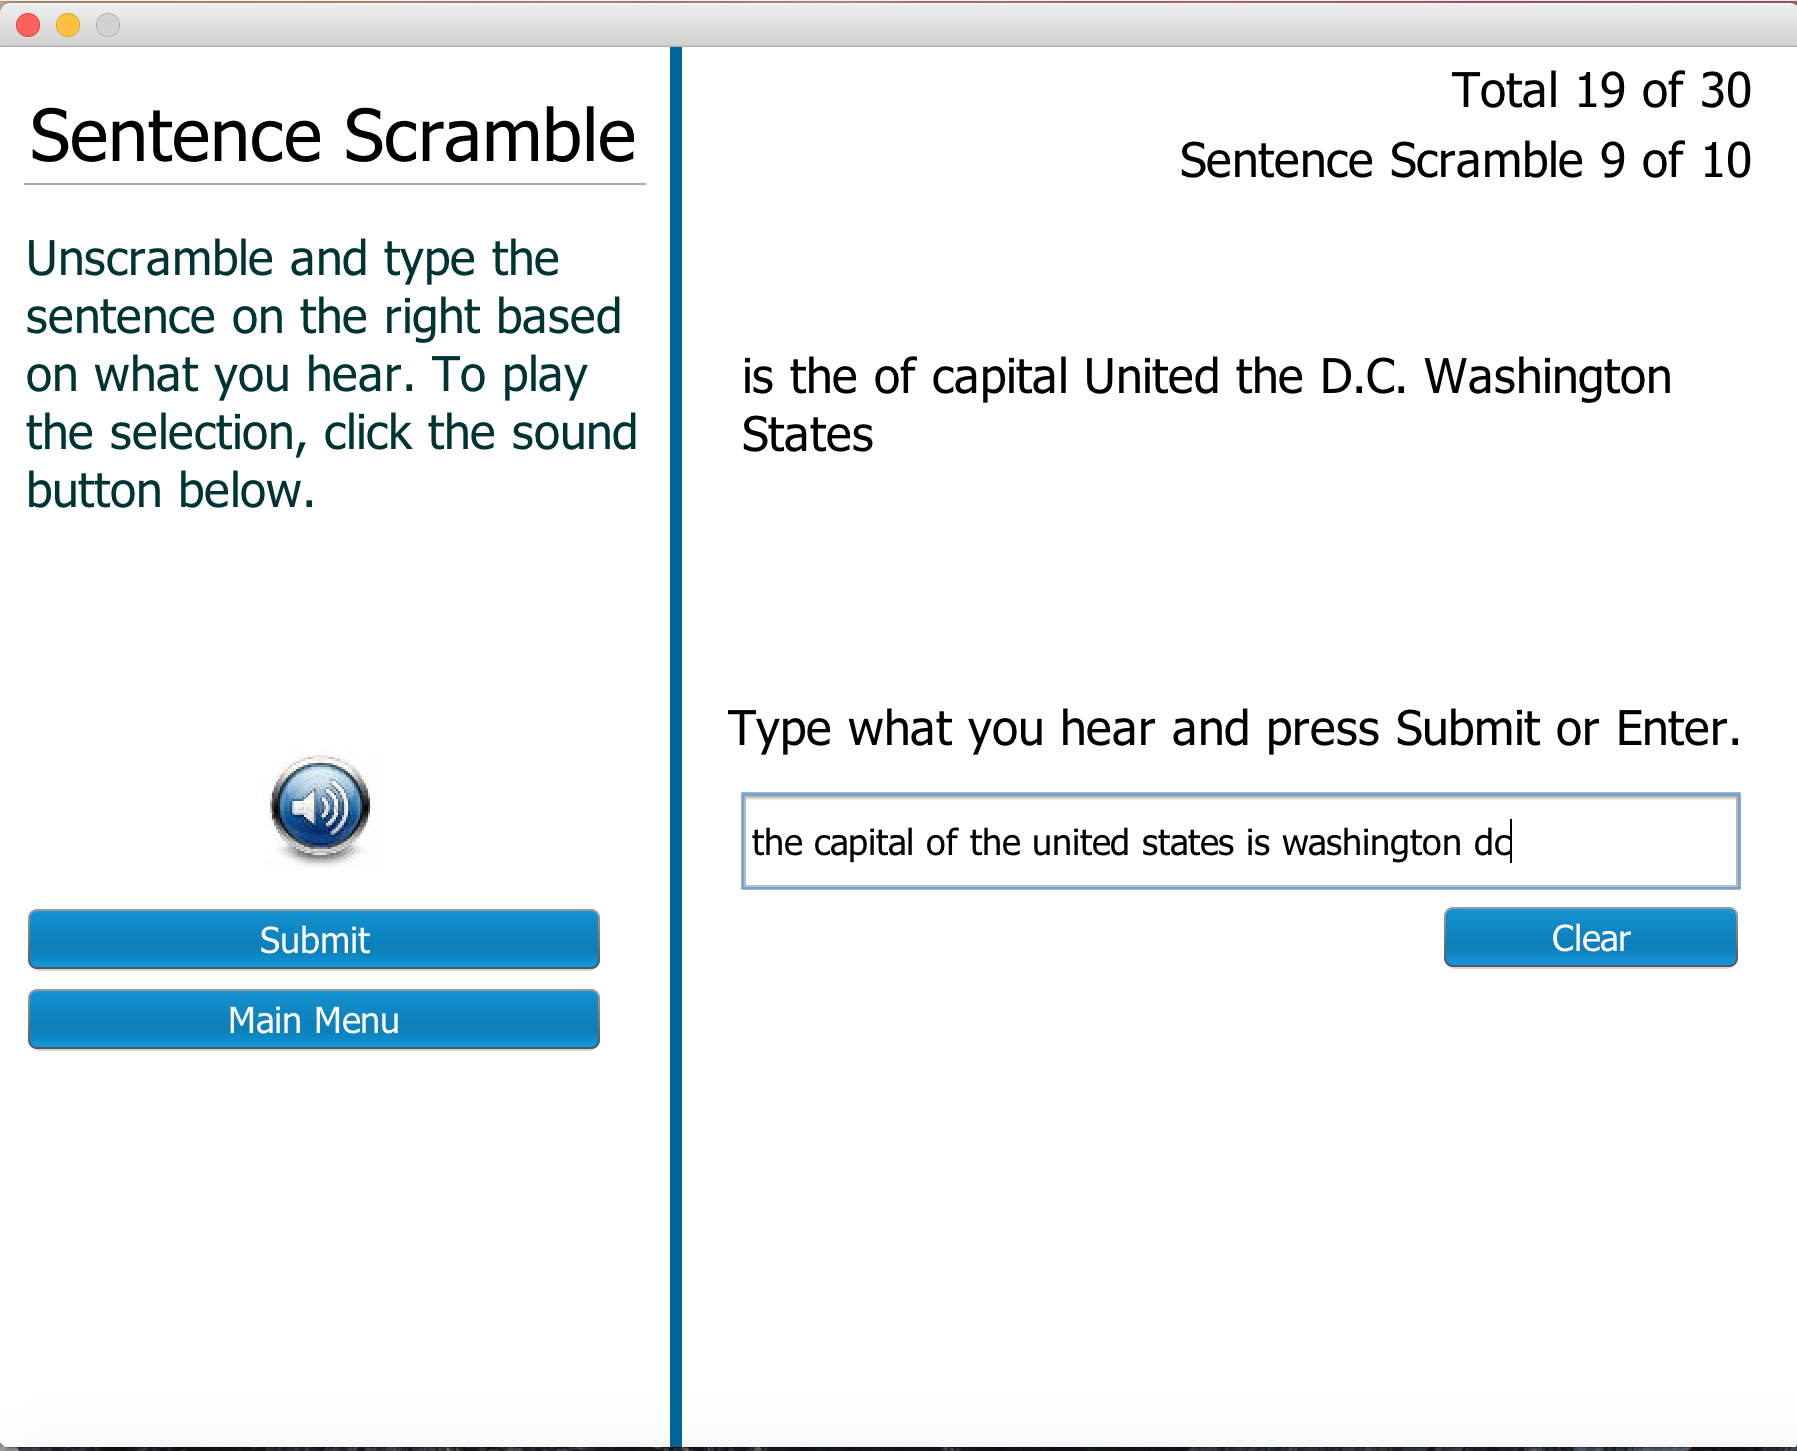 Sentence Scramble
Unscramble and type the
sentence on the right based
on what you hear. To play
the selection, click the sound
button below.
Submit
Main Menu
Total 19 of 30
Sentence Scramble 9 of 10
is the of capital United the D.C. Washington
States
Type what you hear and press Submit or Enter.
the capital of the united states is washington dc
Clear